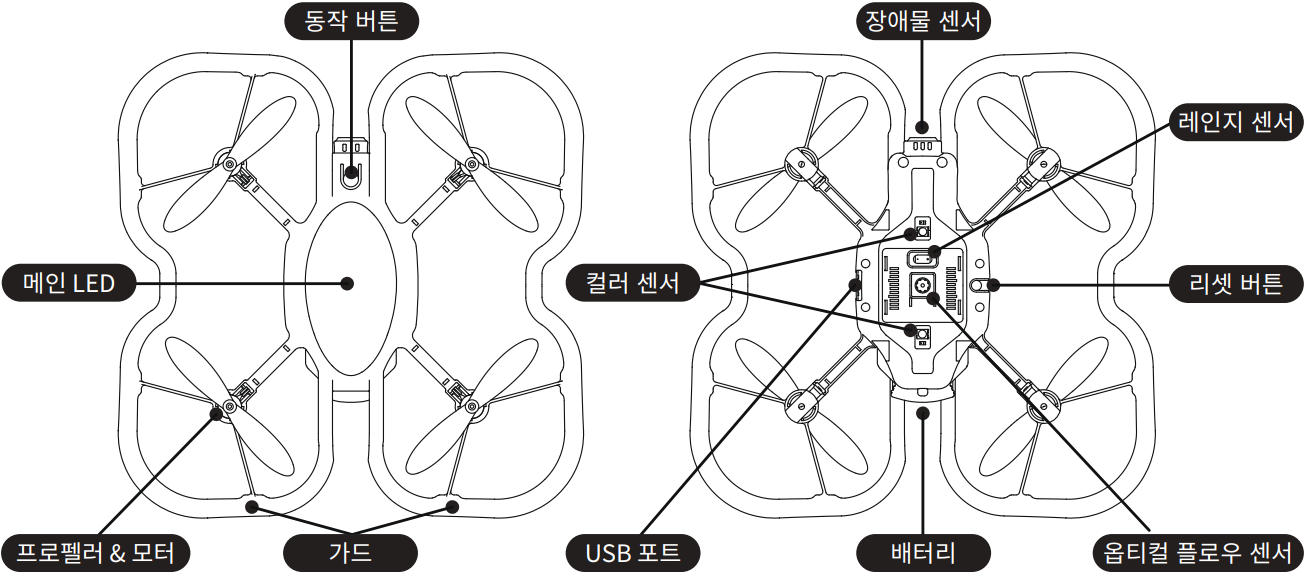 동작 버튼
장애물 센서
레인지 센서
메인 LED
컬러 센서
리셋 버튼
프로펠러 & 모터
가드
USB 포트
배터리
옵티컬 플로우 센서